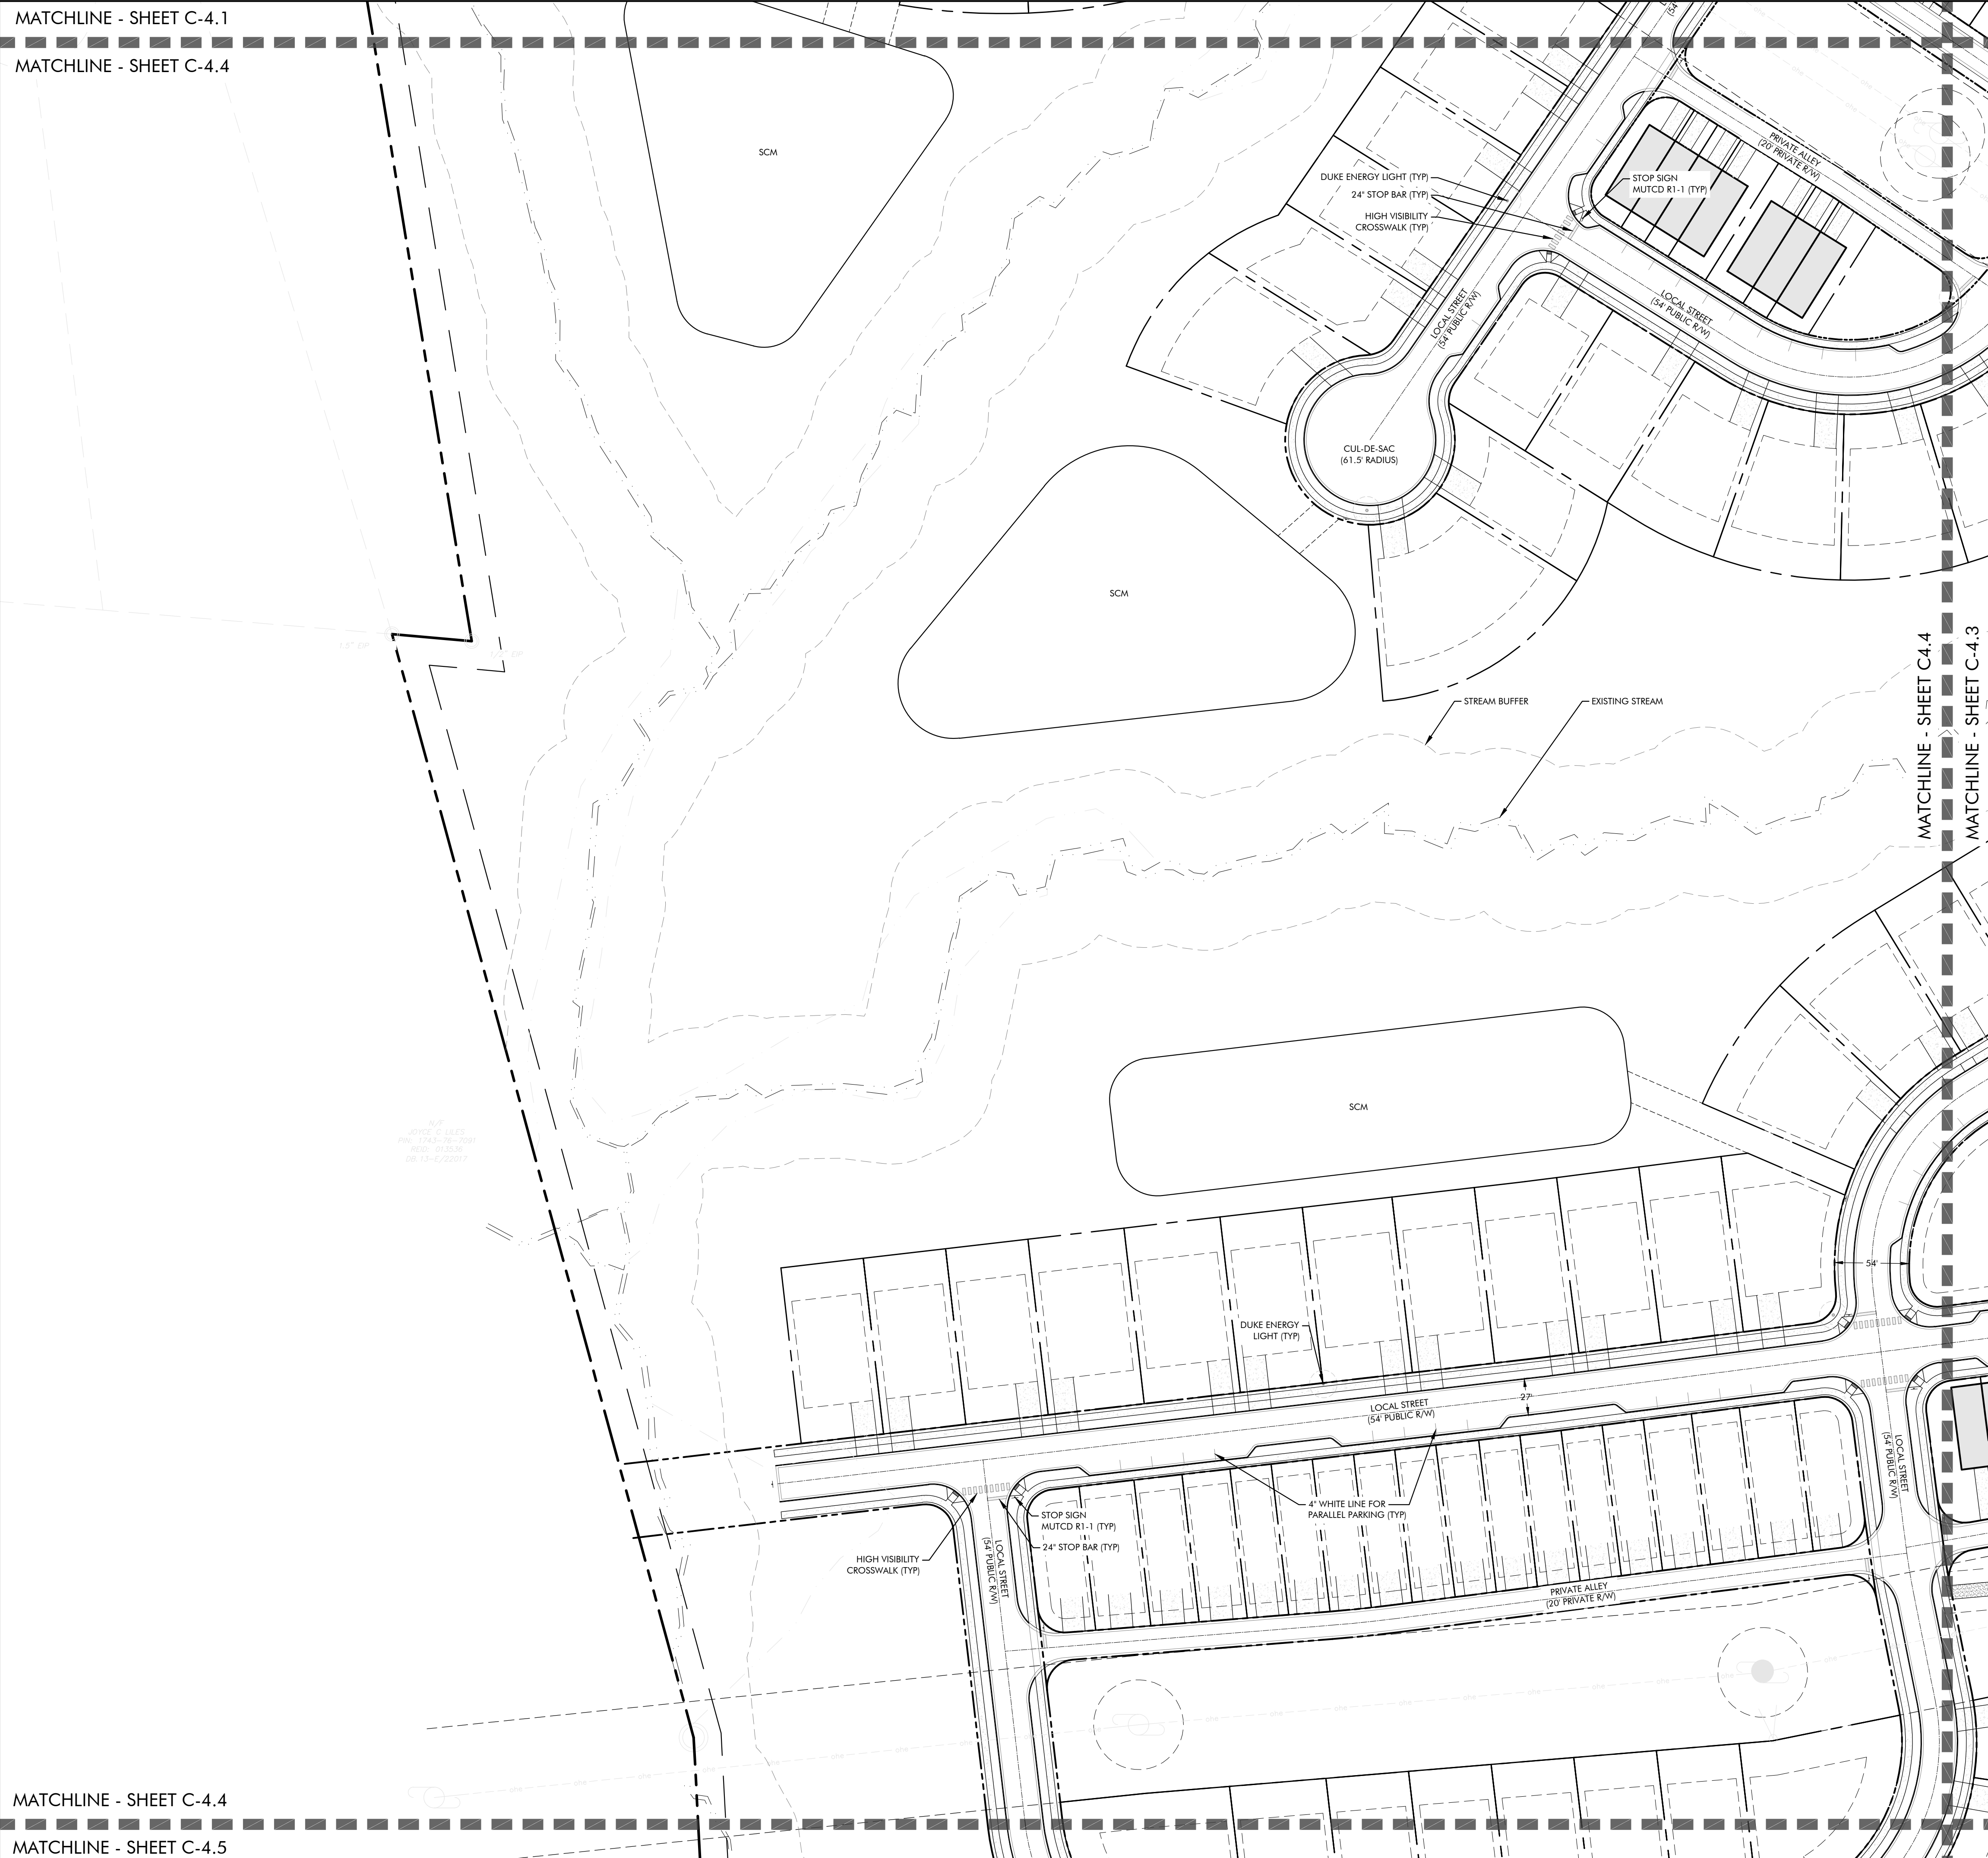 MATCHLINE - SHEET C-4.1
MATCHLINE - SHEET C-4.4
SCM
DUKE ENERGY LIGHT (TYP)
24" STOP BAR (TYP)
HIGH VISIBILITY
CROSSWALK (TYP)
STOP SIGN
MUTCD R1-1 (TYP)
PRIVATE ALLEY
(20' PRIVATE R/W)
LOCAL STREET
(54' PUBLIC R/W)
LOCAL STREET
(54' PUBLIC R/W)
CUL-DE-SAC
(61.5' RADIUS)
SCM
STREAM BUFFER
EXISTING STREAM
MATCHLINE - SHEET C4.4
MATCHLINE - SHEET C-4.3
N/F
JOYCE C LILES
SCM
54'
DUKE ENERGY
LIGHT (TYP)
27'
LOCAL STREET
(54' PUBLIC R/W)
LOCAL STREET
(54' PUBLIC R/W)
4" WHITE LINE FOR
PARALLEL PARKING (TYP)
STOP SIGN
MUTCD R1-1 (TYP)
24" STOP BAR (TYP)
HIGH VISIBILITY
CROSSWALK (TYP)
LOCAL STREET
(54' PUBLIC R/W)
PRIVATE ALLEY
(20' PRIVATE R/W)
MATCHLINE - SHEET C-4.4
MATCHLINE - SHEET C-4.5